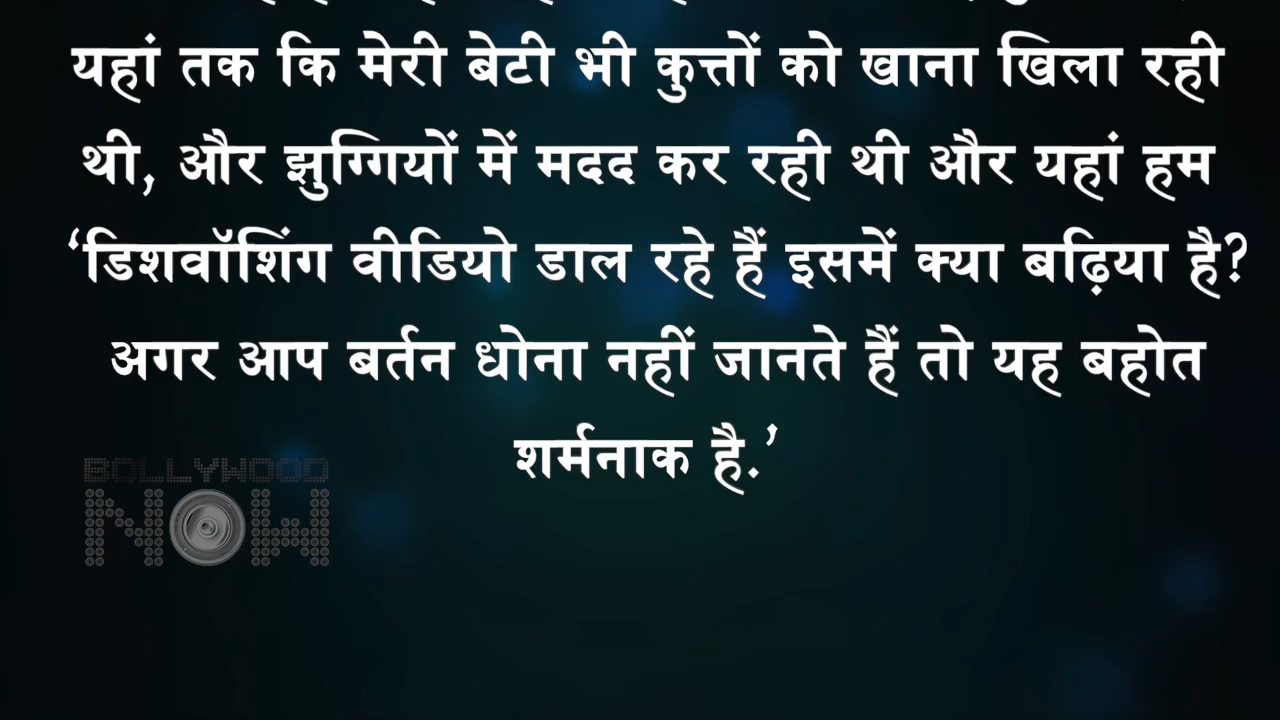 यहां तक कि मेरी बेटी भी कुत्तों को खाना खिला रही
थी, और झुग्गियों में मदद कर रही थी और यहां हम
‘डिशवॉशिंग वीडियो डाल रहे हैं इसमें क्या बढ़िया है?
अगर आप बर्तन धोना नहीं जानते हैं तो यह बहोत
शर्मनाक है.’
BOLLYWOOD
NOW